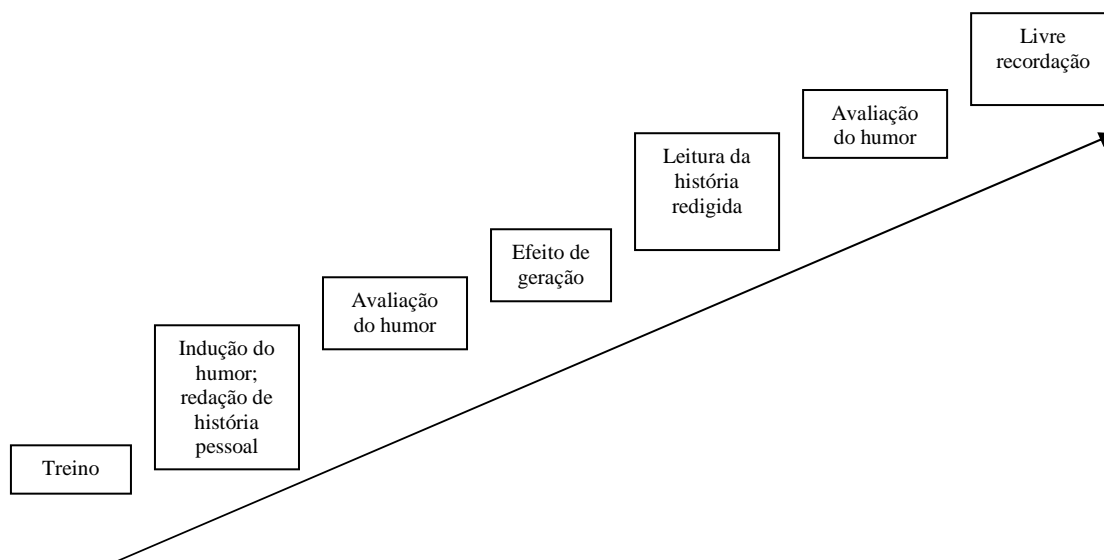 Treino
Indução do
humor;
redação de
história
pessoal
Avaliação
do humor
Efeito de
geração
Leitura da
história
redigida
Avaliação
do humor
Livre
recordação